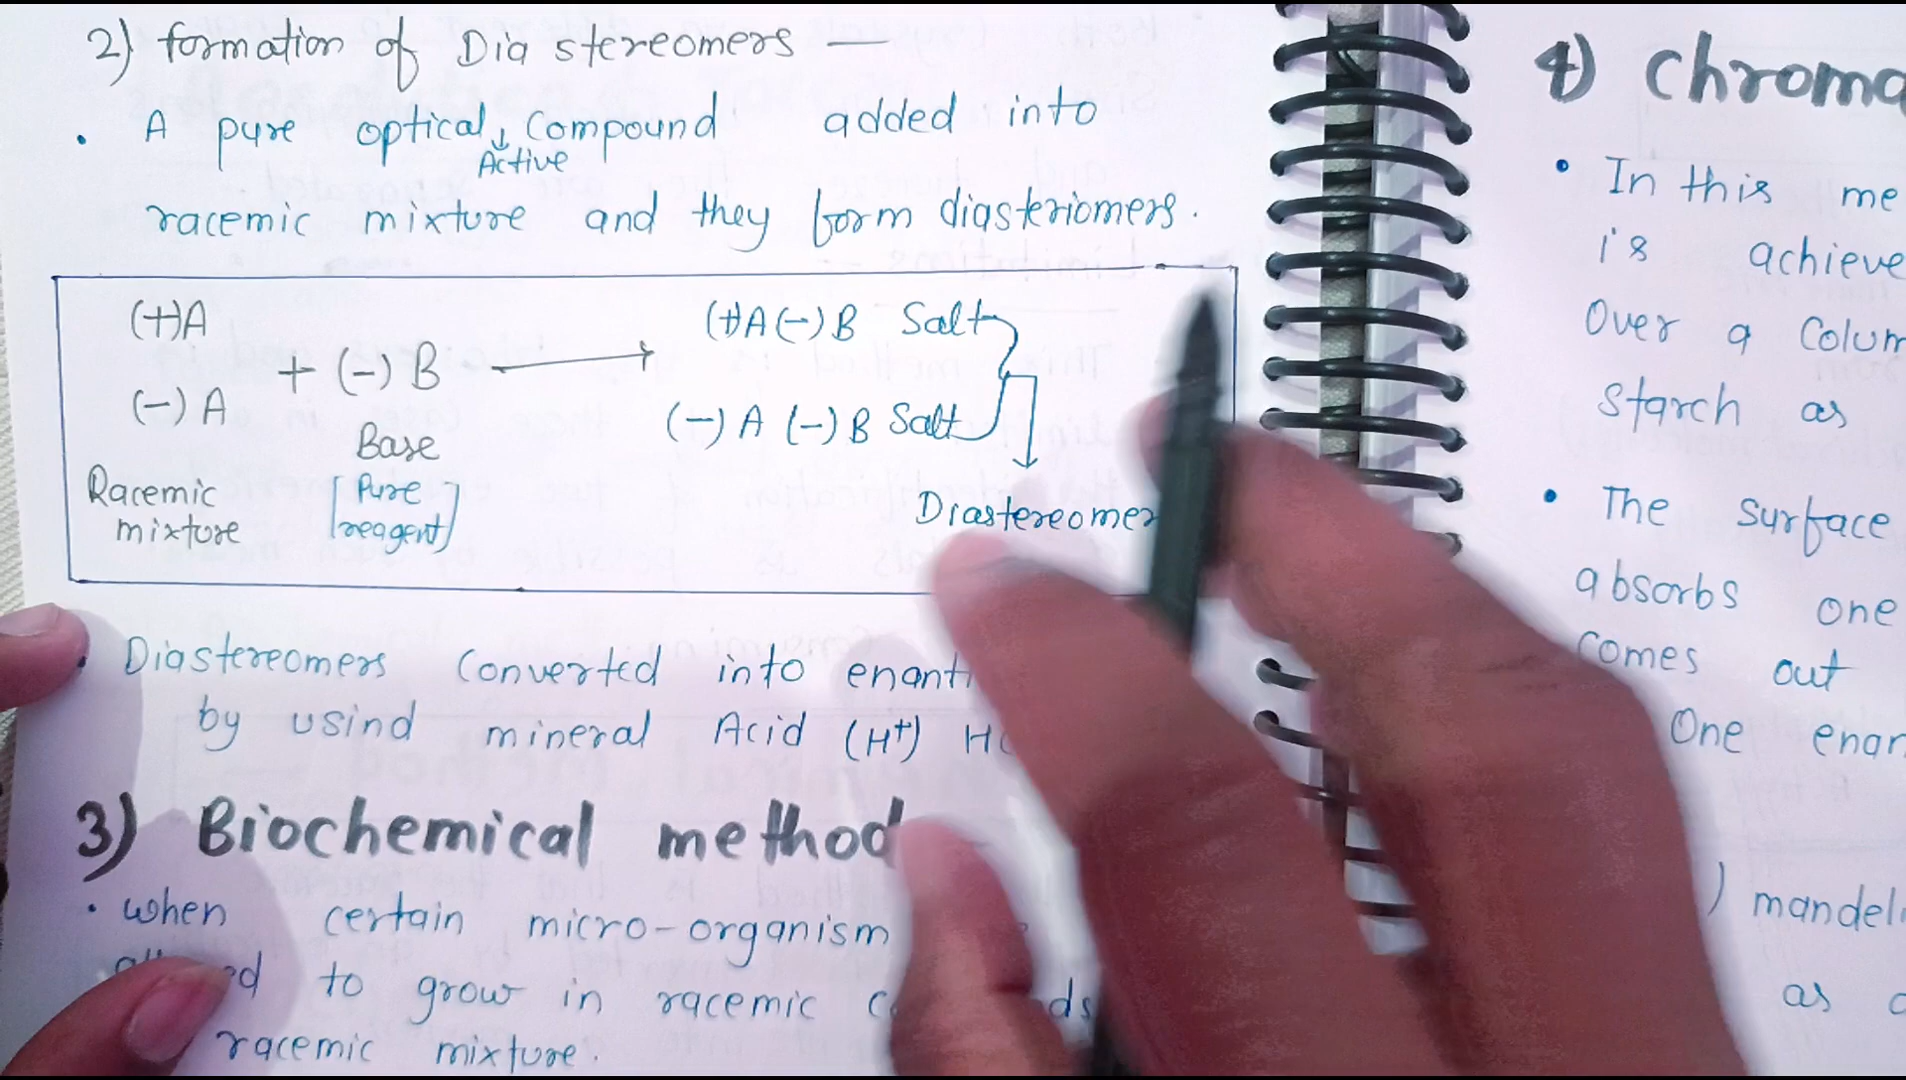 2) formation of Dia stereomers —
• A pure optical compound added into
Active
racemic mixture and they form diasteriomers.
(+)A
(-) A
+ (-) B
Base
Racemic mixture
[Pure reagent]
(+)A (-) B Salt
(-) A (-) B Salt
Diastereomer
• Diastereomers converted into enanti
by usind mineral Acid (H+)
3) Biochemical method
• when certain micro-organism
to grow in racemic
racemic mixture.
4) Chroma
• In this me
is achieve
Over a Colum
starch as
• The surface
absorbs one
comes out
One enan
) mandel
as